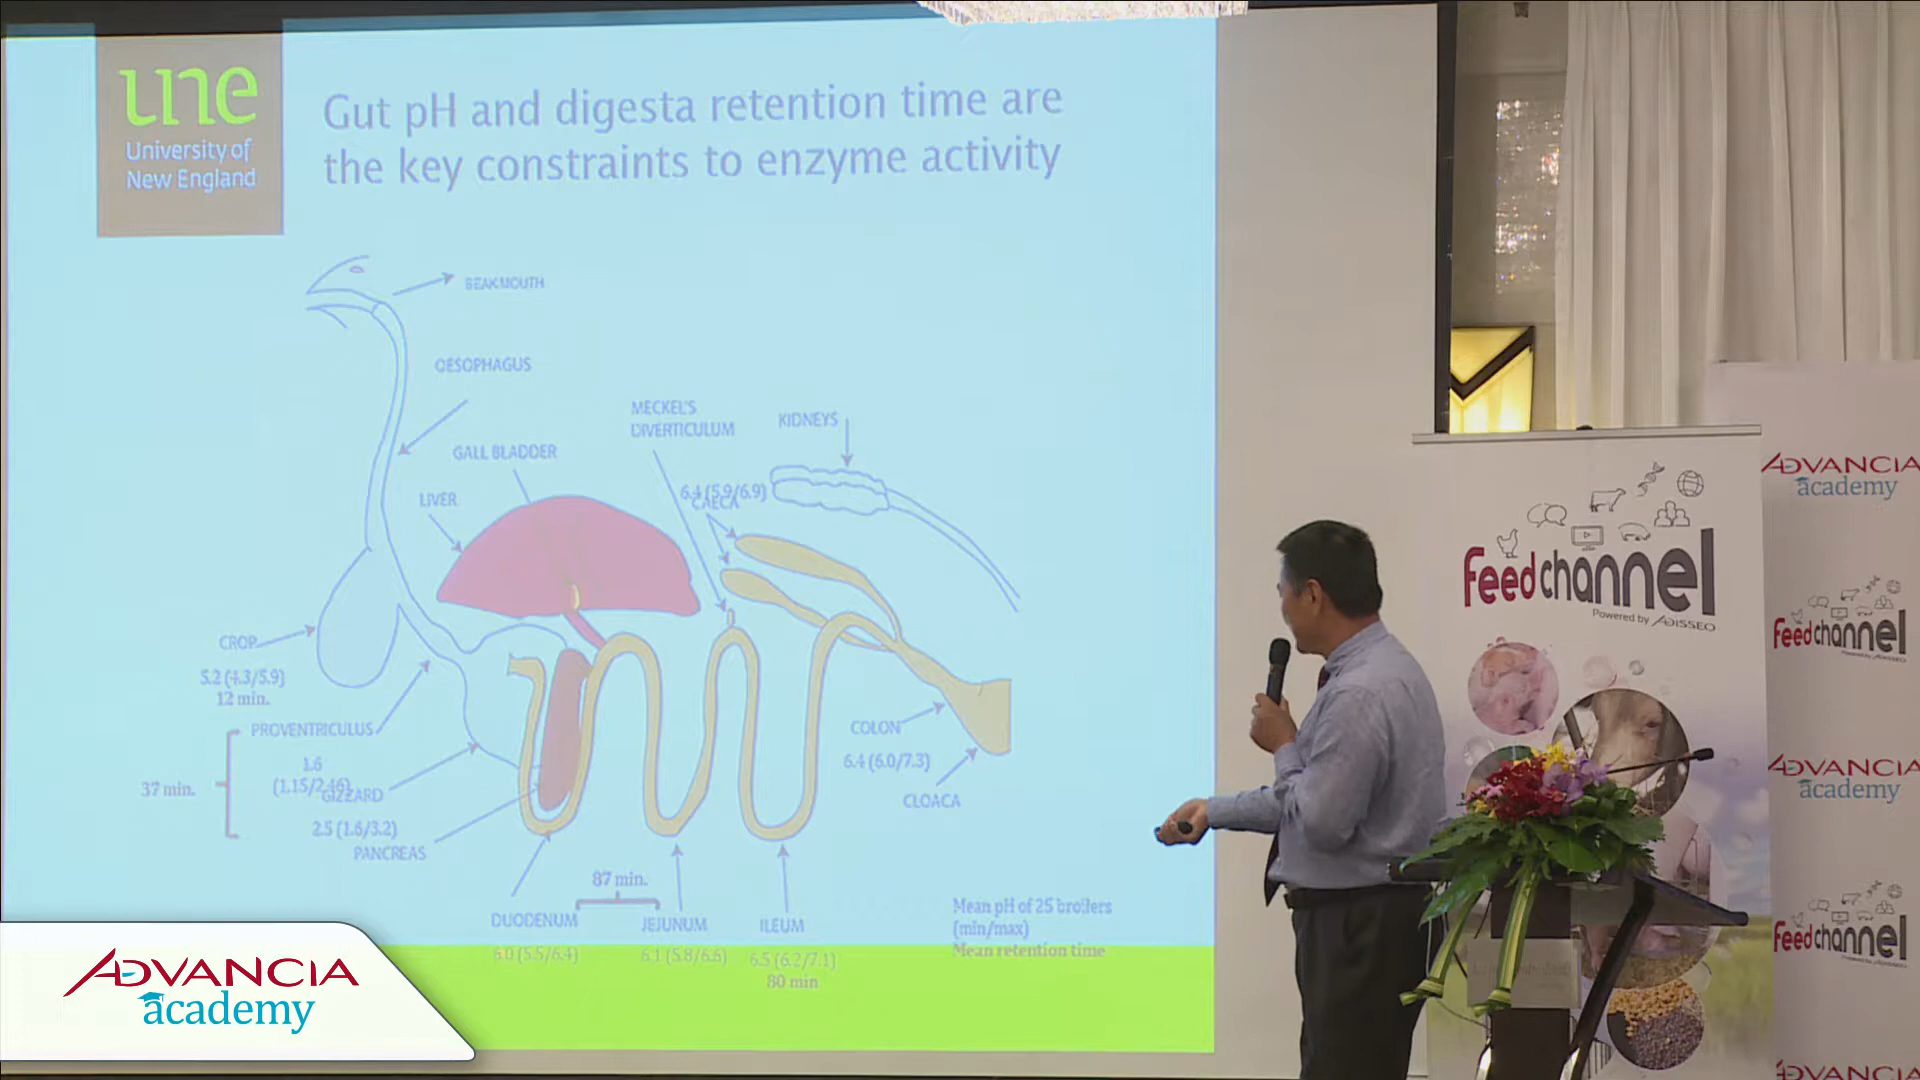 une
University of
New England
Gut pH and digesta retention time are
the key constraints to enzyme activity
BEAK MOUTH
OESOPHAGUS
MECKEL'S
DIVERTICULUM
KIDNEYS
GALL BLADDER
LIVER
6.4 (5.9/6.9)
CAECA
CROP
5.2 (4.3/5.9)
12 min.
PROVENTRICULUS
1.6
(1.15/2.46)
37 min.
GIZZARD
2.5 (1.6/3.2)
PANCREAS
COLON
6.4 (6.0/7.3)
CLOACA
87 min.
DUODENUM
JEJUNUM
ILEUM
6.0 (5.5/6.4)
6.1 (5.8/6.6)
6.5 (6.2/7.1)
80 min
Mean pH of 25 broilers
(min/max)
Mean retention time
ADVANCIA
academy
feedchannel
Powered by ADISSEO
ADVANCIA
academy
feedchannel
Powered by ADISSEO
ADVANCIA
academy
feedchannel
Powered by ADISSEO
ADVANCIA